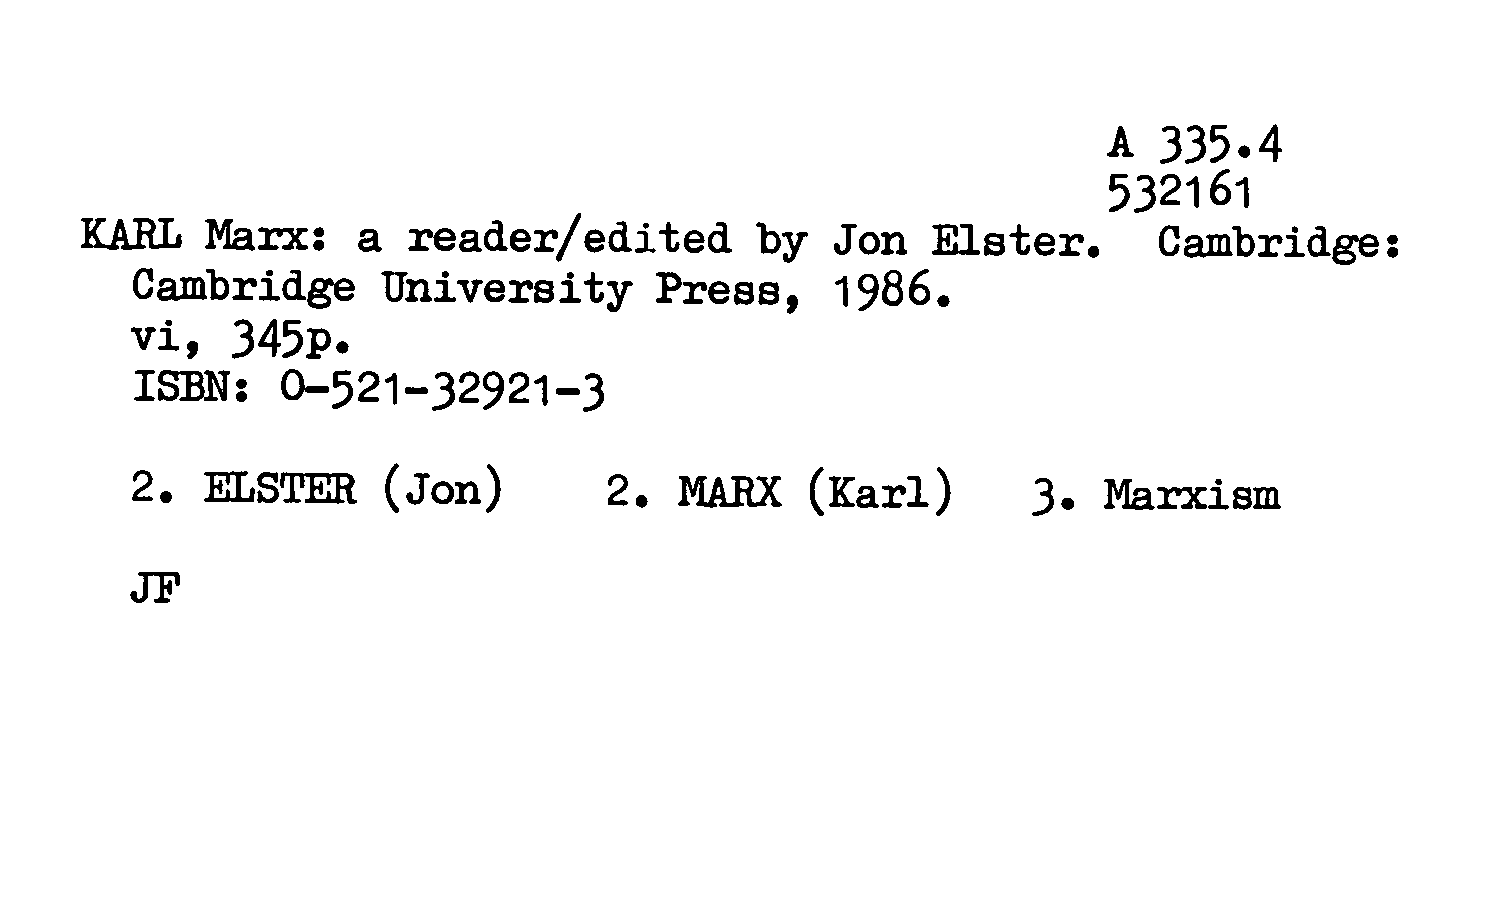 A 335.4
532161
KARL Marx: a reader/edited by Jon Elster. Cambridge:
Cambridge University Press, 1986.
vi, 345p.
ISBN: 0-521-32921-3
2. ELSTER (Jon) 2. MARX (Karl) 3. Marxism
JF